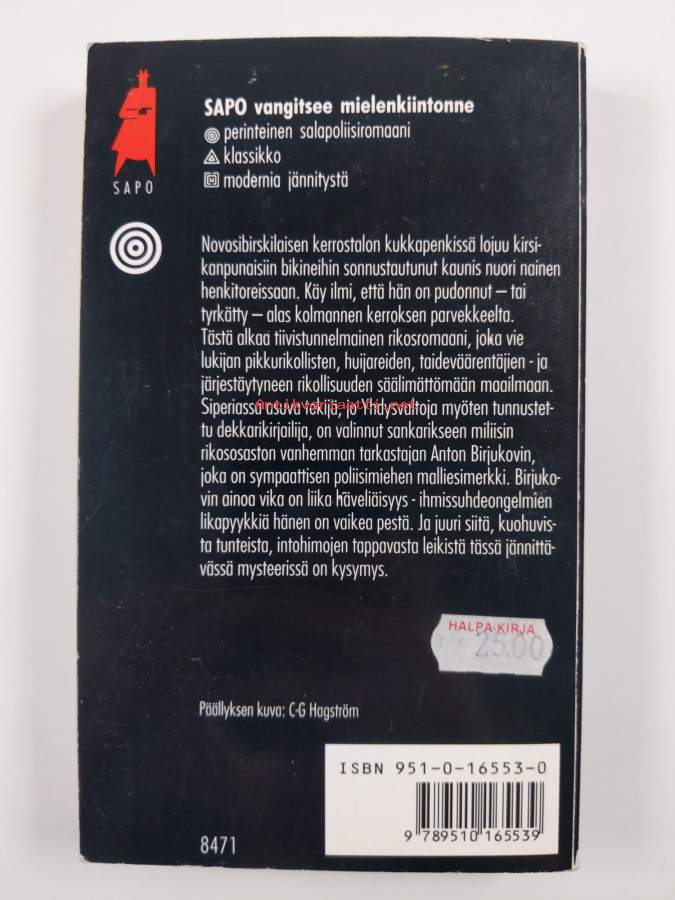 SAPO
SAPO vangitsee mielenkiintonne
perinteinen salapoliisiromaani
klassikko
modernia jännitystä
Novosibirskilaisen kerrostalon kukkapenkissä lojuu kirsi-
kanpunaisiin bikineihin sonnustautunut kaunis nuori nainen
henkitoreissaan. Käy ilmi, että hän on pudonnut – tai
tyrkätty – alas kolmannen kerroksen parvekkeelta.
Tästä alkaa tiivistunnelmainen rikosromaani, joka vie
lukijan pikkurikollisten, huijareiden, taideväärentäjien - ja
järjestäytyneen rikollisuuden säälimättömään maailmaan.
Siperiassa asuva tekijä, jo Yhdysvaltoja myöten tunnustet-
Antikvariaatti.net
tu dekkarikirjailija, on valinnut sankarikseen miliisin
rikososaston vanhemman tarkastajan Anton Birjukovin,
joka on sympaattisen poliisimiehen malliesimerkki. Birjuko-
vin ainoa vika on liika häveliäisyys - ihmissuhdeongelmien
likapyykkiä hänen on vaikea pestä. Ja juuri siitä, kuohuvis-
ta tunteista, intohimojen tappavasta leikistä tässä jännittä-
vässä mysteerissä on kysymys.
HALPA-KIRJA
25.00
Päällyksen kuva: C-G Hagström
ISBN 951-0-16553-0
9 789510 165539
8471